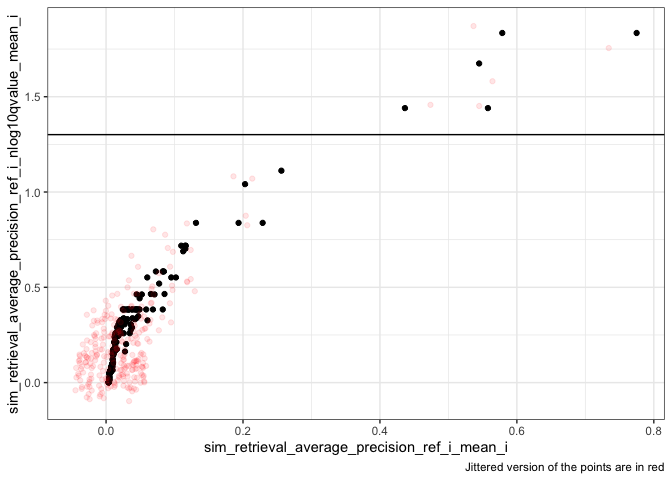 sim_retrieval_average_precision_ref_i_nlog10qvalue_mean_i
1.5
1.0
0.5
0.0
0.0 0.2 0.4 0.6 0.8
sim_retrieval_average_precision_ref_i_mean_i
Jittered version of the points are in red